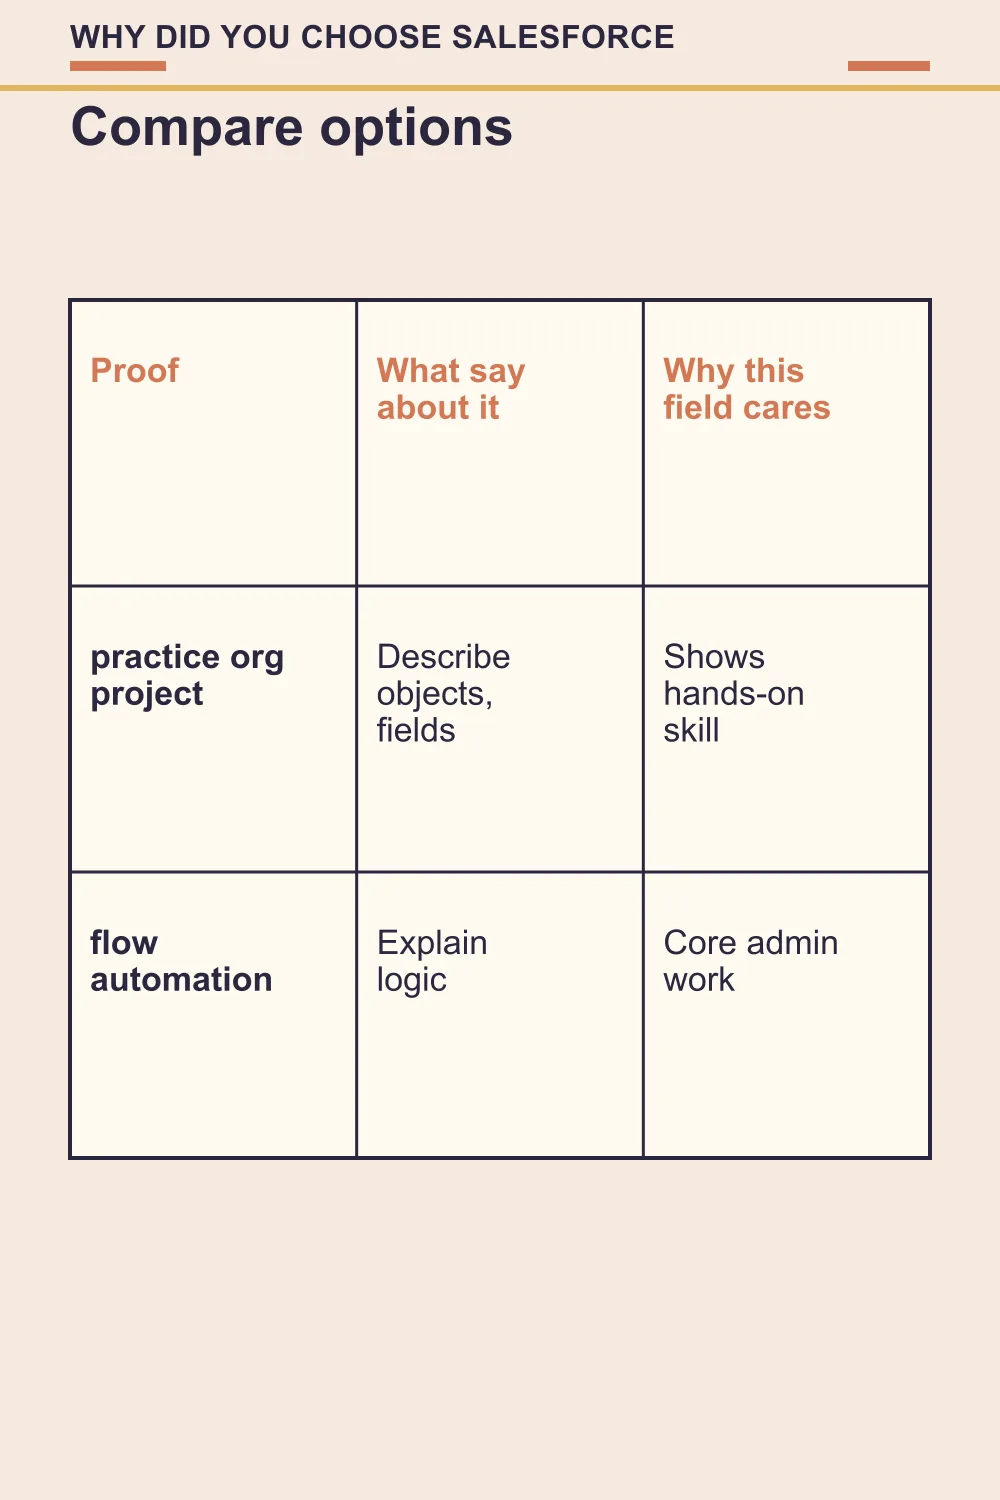 WHY DID YOU CHOOSE SALESFORCE
Compare options
Proof
What say
about it
Why this
field cares
practice org
project
Describe
objects,
fields
Shows
hands-on
skill
flow
automation
Explain
logic
Core admin
work